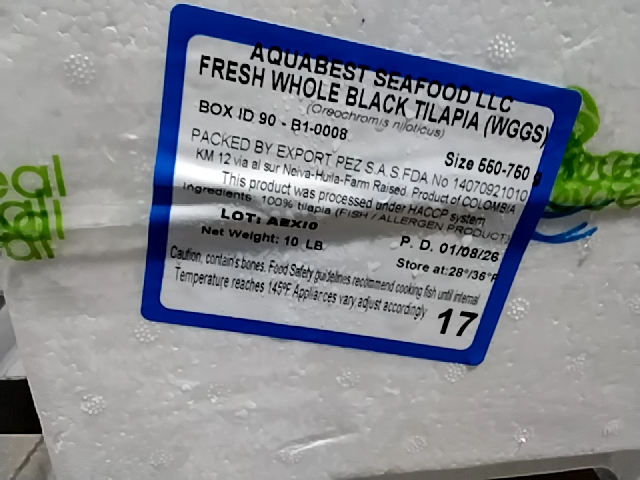 AQUABEST SEAFOOD LLC
FRESH WHOLE BLACK TILAPIA (WGGS)
(Oreochromis niloticus)
BOX ID 90 - B1-0008
Size 550-750 g
PACKED BY EXPORT PEZ S.A.S.FDA No 14070921010
KM 12 via al sur Neiva-Huila-Farm Raised. Product of COLOMBIA
This product was processed under HACCP system
Ingredients 100% tilapia (FISH / ALLERGEN PRODUCT)
LOT: AEX10
P. D. 01/08/26
Net Weight: 10 LB
Store at:28°/36°F
Caution, contain's bones. Food Safety guidelines recommend cooking fish until internal
Temperature reaches 145°F. Appliances vary adjust accordingly
17